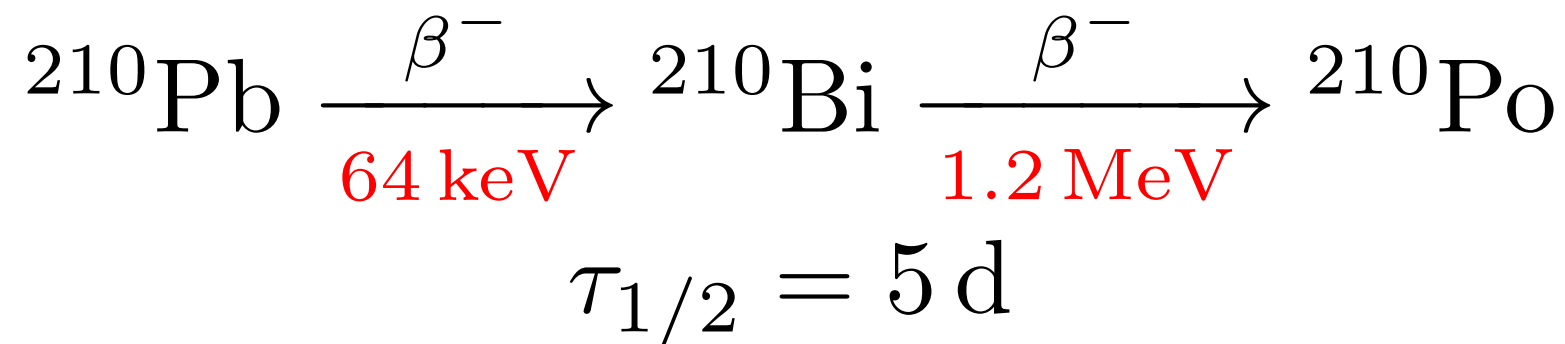 β⁻ β⁻
²¹⁰Pb → ²¹⁰Bi → ²¹⁰Po
64 keV 1.2 MeV
τ₁/₂ = 5 d